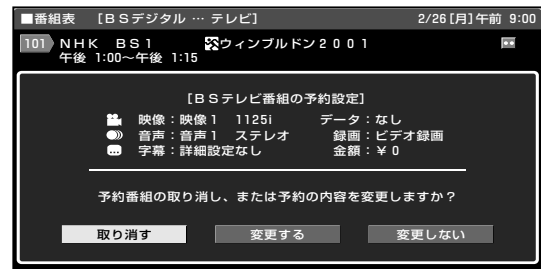 ■番組表 [BSデジタル … テレビ] 2/26[月]午前 9:00
101 NHK BS1 ウィンブルドン2001
午後 1:00～午後 1:15
[BSテレビ番組の予約設定]
映像：映像1 1125i データ：なし
音声：音声1 ステレオ 録画：ビデオ録画
字幕：詳細設定なし 金額：¥0
予約番組の取り消し、または予約の内容を変更しますか？
取り消す 変更する 変更しない